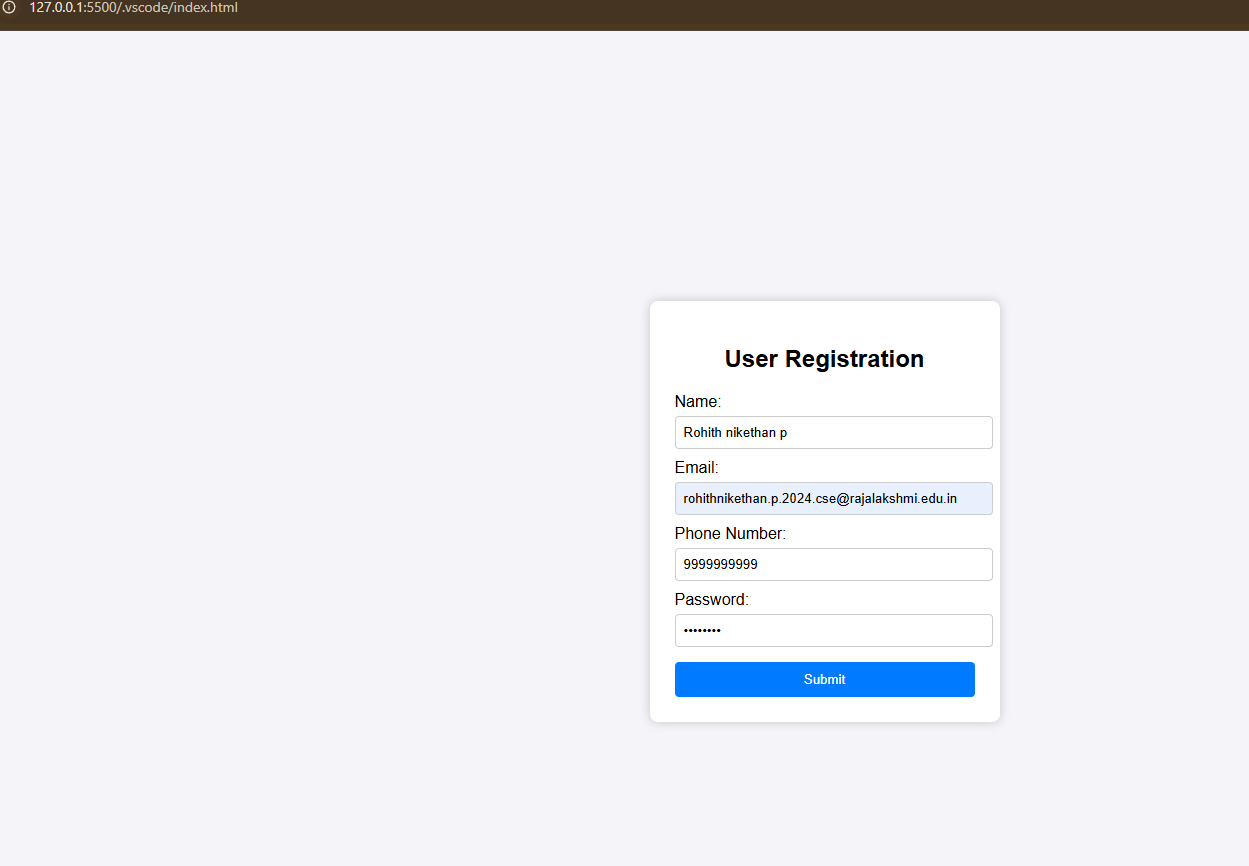 127.0.0.1:5500/.vscode/index.html
User Registration
Name:
Rohith nikethan p
Email:
rohithnikethan.p.2024.cse@rajalakshmi.edu.in
Phone Number:
9999999999
Password:
••••••••
Submit